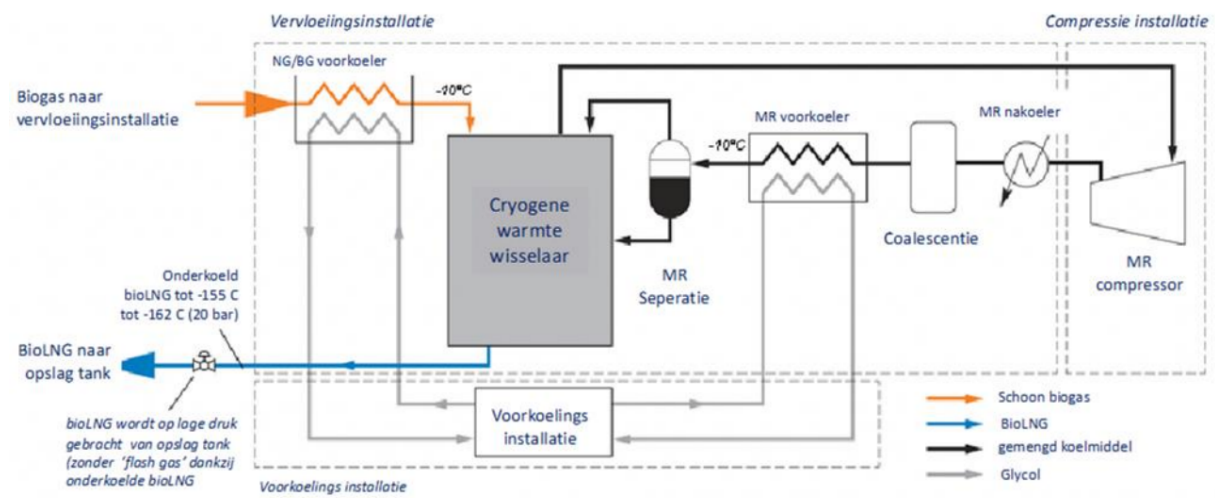 Vervloeiingsinstallatie
Compressie installatie
NG/BG voorkoeler
-10°C
Biogas naar
vervloeiingsinstallatie
MR voorkoeler
-10°C
MR nakoeler
Cryogene
warmte
wisselaar
Coalescentie
MR
Seperatie
MR
compressor
Onderkoeld
bioLNG tot -155 C
tot -162 C (20 bar)
BioLNG naar
opslag tank
bioLNG wordt op lage druk
gebracht van opslag tank
(zonder 'flash gas' dankzij
onderkoelde bioLNG
Voorkoelings
installatie
Voorkoelings installatie
Schoon biogas
BioLNG
gemengd koelmiddel
Glycol